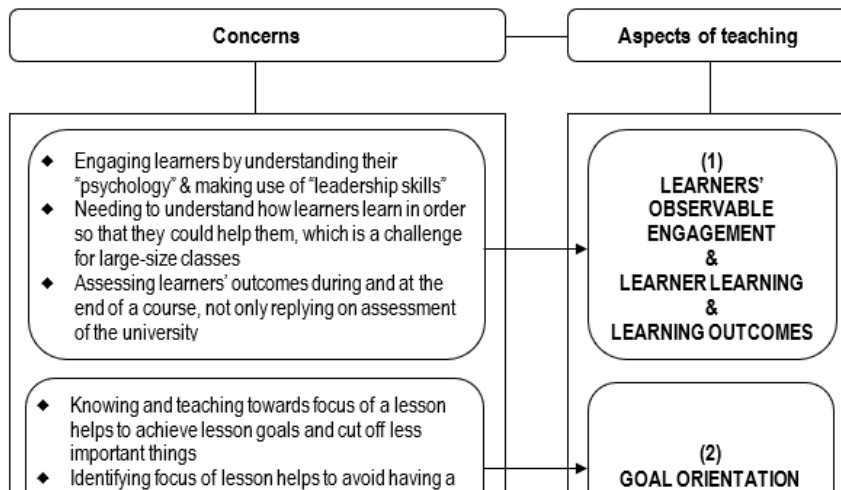 Concerns
Aspects of teaching
◆ Engaging learners by understanding their
"psychology" & making use of "leadership skills"
◆ Needing to understand how learners learn in order
so that they could help them, which is a challenge
for large-size classes
◆ Assessing learners' outcomes during and at the
end of a course, not only replying on assessment
of the university
(1)
LEARNERS'
OBSERVABLE
ENGAGEMENT
&
LEARNER LEARNING
&
LEARNING OUTCOMES
◆ Knowing and teaching towards focus of a lesson
helps to achieve lesson goals and cut off less
important things
◆ Identifying focus of lesson helps to avoid having a
(2)
GOAL ORIENTATION